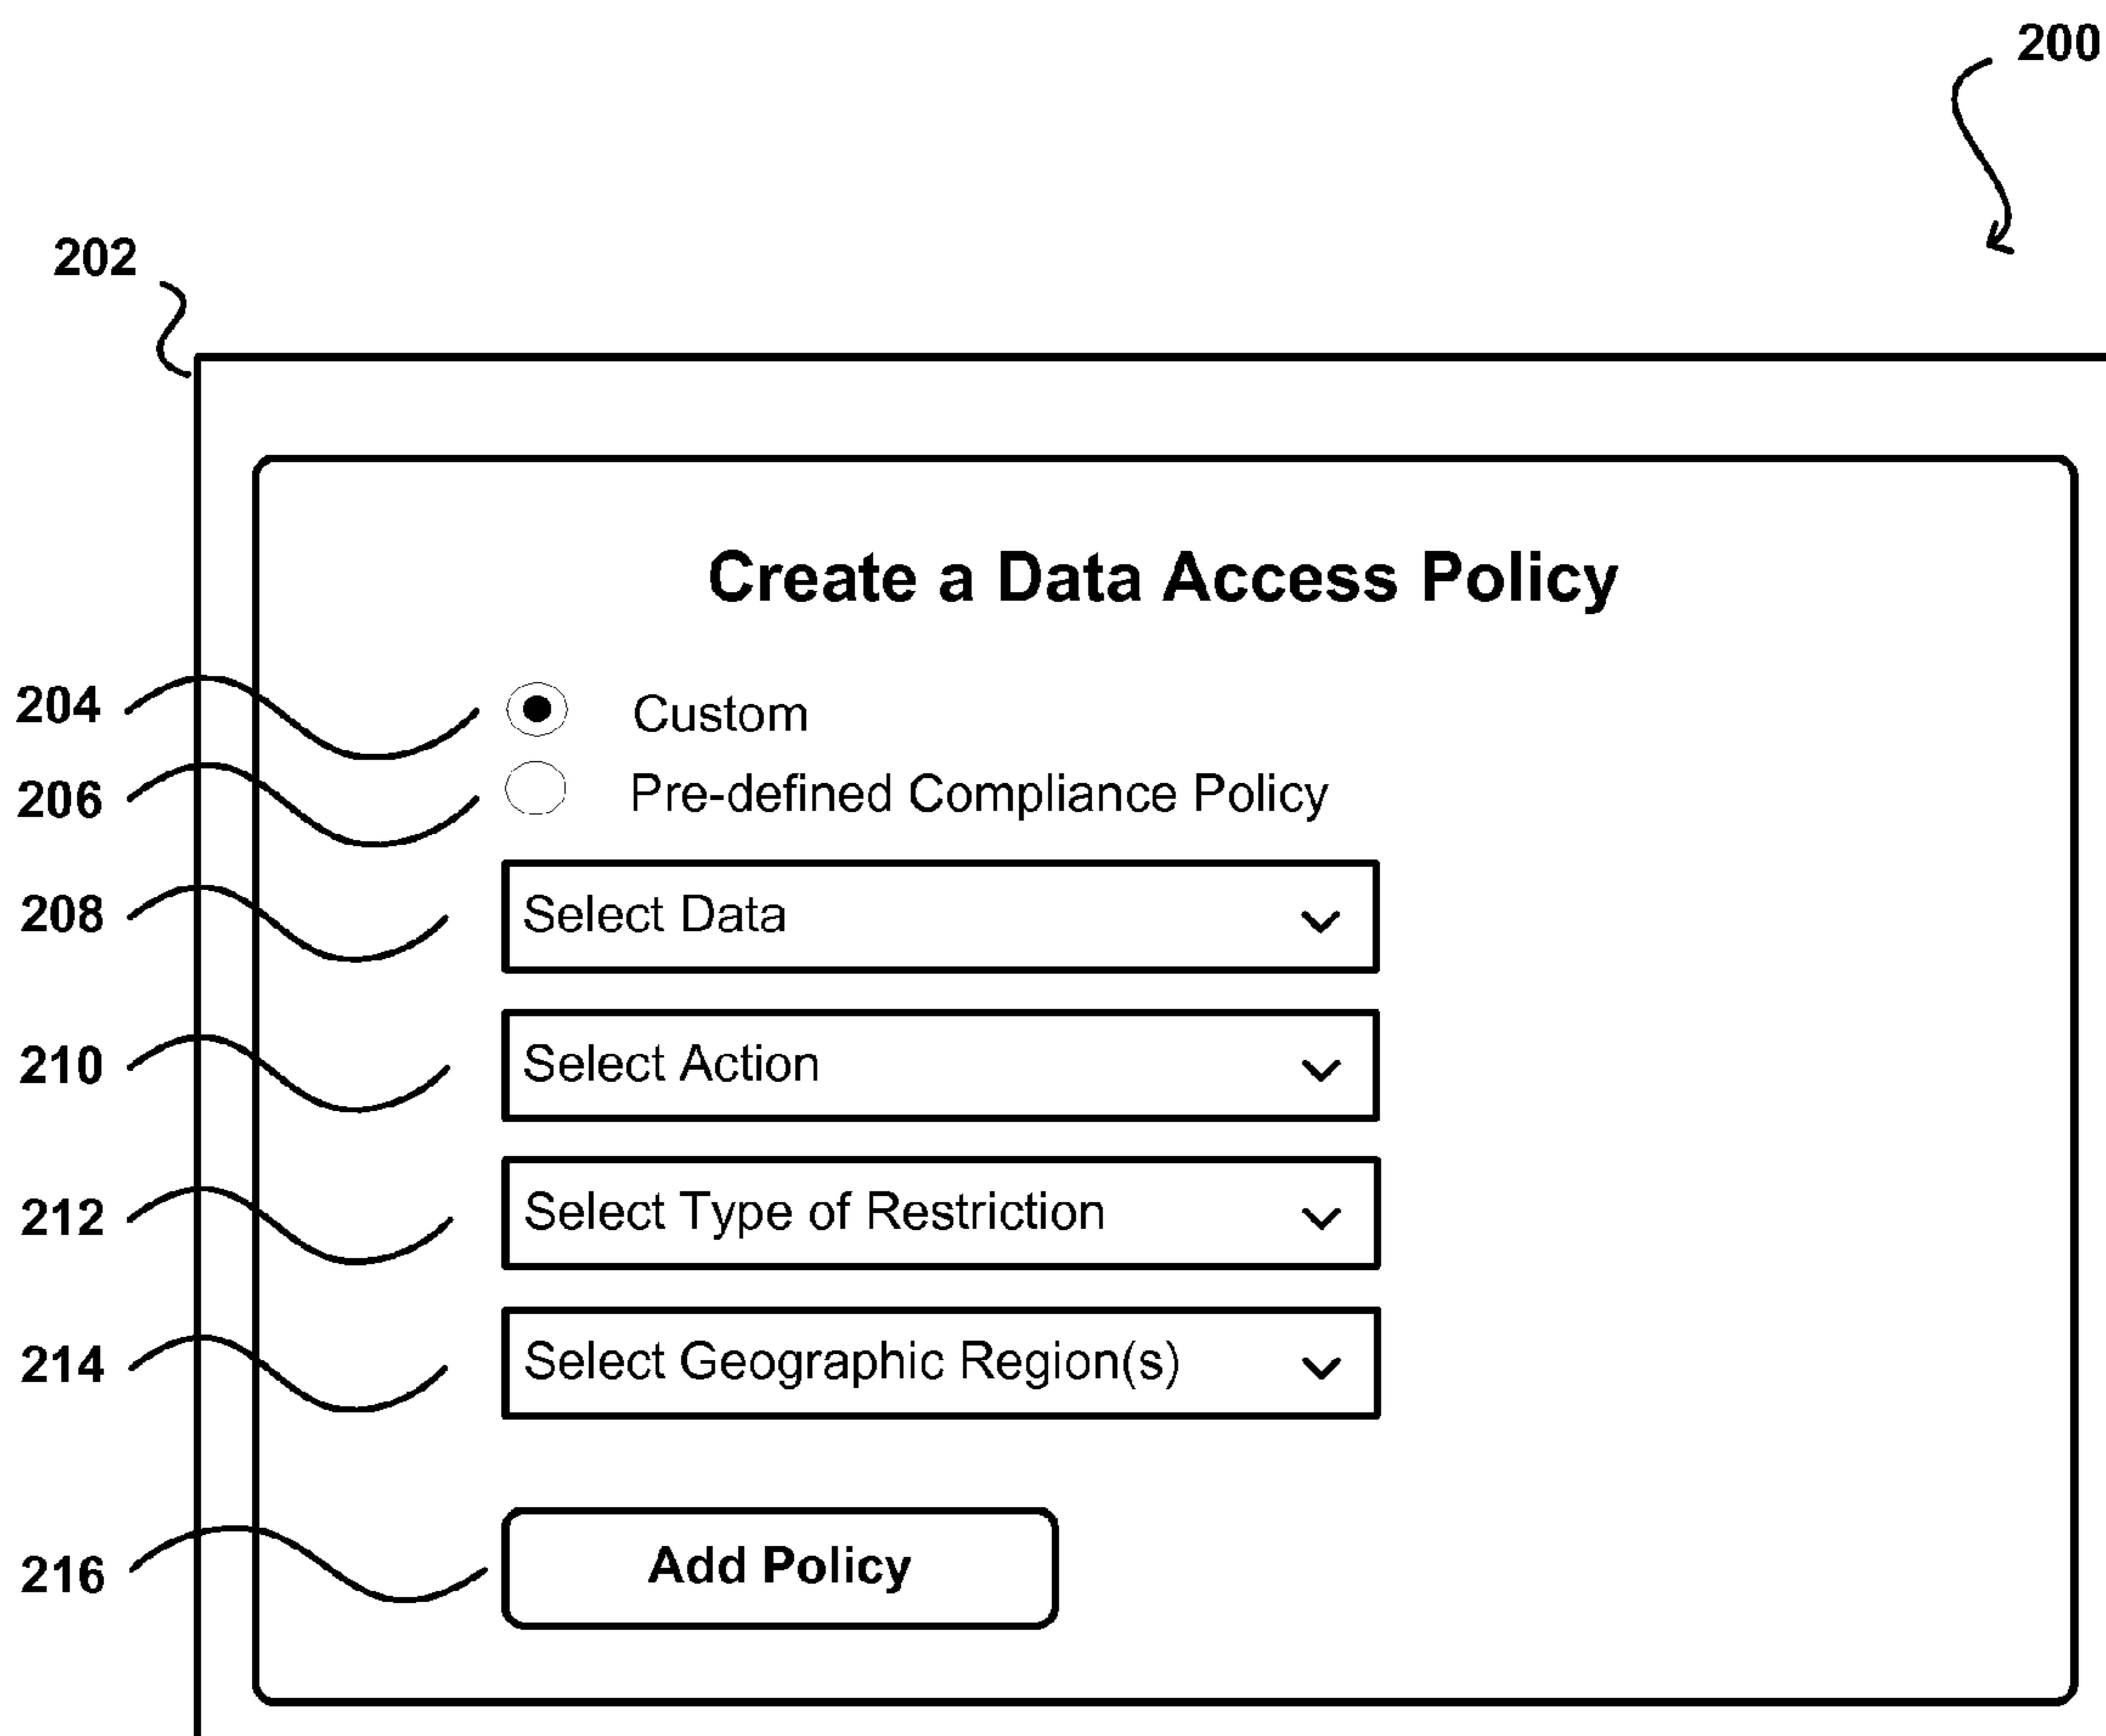 200
202
Create a Data Access Policy
204 Custom
206 Pre-defined Compliance Policy
208 Select Data
210 Select Action
212 Select Type of Restriction
214 Select Geographic Region(s)
216 Add Policy